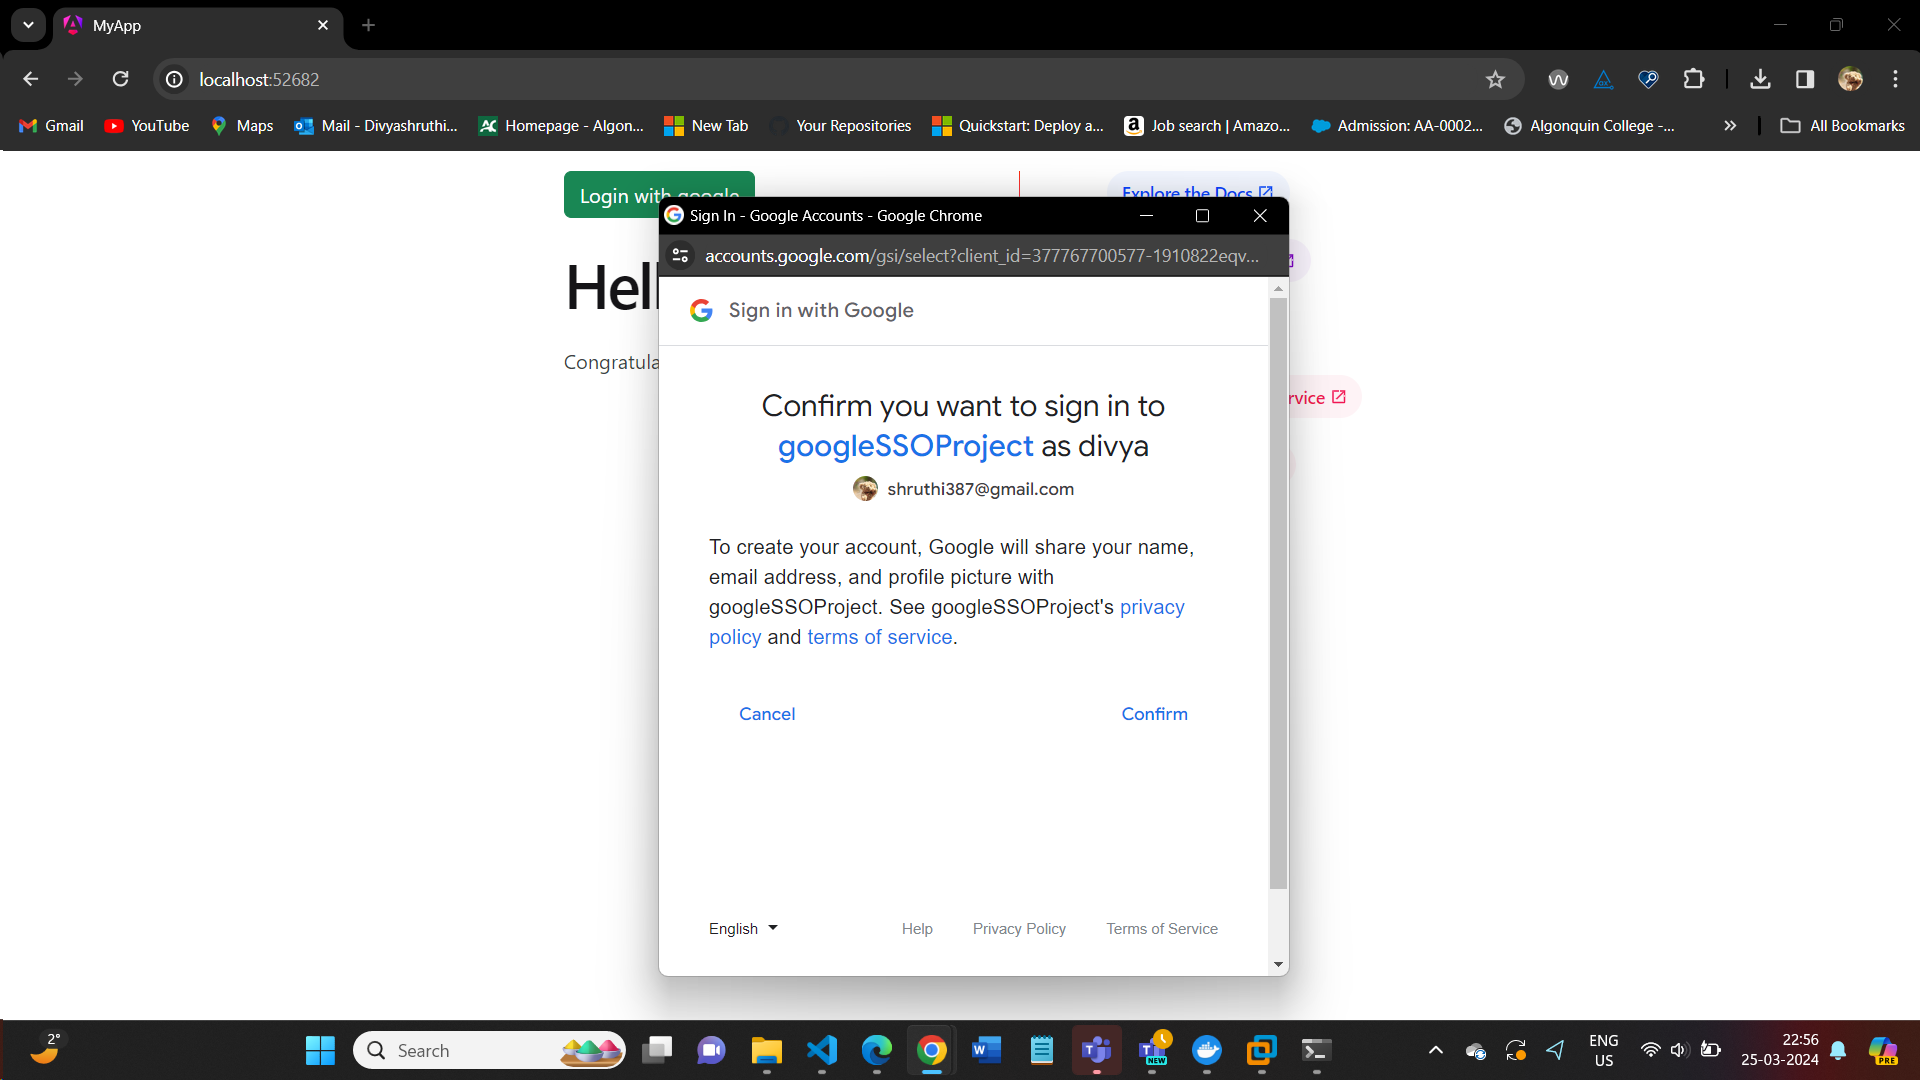 MyApp
localhost:52682
Gmail
YouTube
Maps
Mail - Divyashruthi...
Homepage - Algon...
New Tab
Your Repositories
Quickstart: Deploy a...
Job search | Amazo...
Admission: AA-0002...
Algonquin College -...
All Bookmarks
Login with google
Explore the Docs
Sign In - Google Accounts - Google Chrome
accounts.google.com/gsi/select?client_id=377767700577-1910822eqv...
Hell
Sign in with Google
Congratula
Confirm you want to sign in to
googleSSOProject as divya
rvice
shruthi387@gmail.com
To create your account, Google will share your name,
email address, and profile picture with
googleSSOProject. See googleSSOProject's privacy
policy and terms of service.
Cancel
Confirm
English
Help
Privacy Policy
Terms of Service
2°
Search
NEW
ENG
US
22:56
25-03-2024
PRE